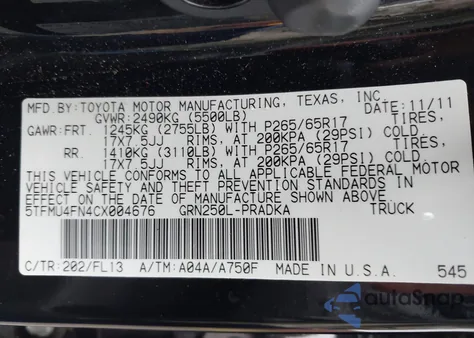 MFD.BY:TOYOTA MOTOR MANUFACTURING, TEXAS, INC.
GVWR:2490KG (5500LB) 11/11
GAWR:FRT. 1245KG (2755LB) WITH P265/65R17 TIRES,
17X7.5JJ RIMS, AT 200KPA (29PSI) COLD.
RR. 1410KG (3110LB) WITH P265/65R17 TIRES,
17X7.5JJ RIMS, AT 200KPA (29PSI) COLD.
THIS VEHICLE CONFORMS TO ALL APPLICABLE FEDERAL MOTOR
VEHICLE SAFETY AND THEFT PREVENTION STANDARDS IN
EFFECT ON THE DATE OF MANUFACTURE SHOWN ABOVE.
5TFMU4FN4CX004676 GRN250L-PRADKA TRUCK
C/TR:202/FL13 A/TM:A04A/A750F MADE IN U.S.A. 545
autoSnap